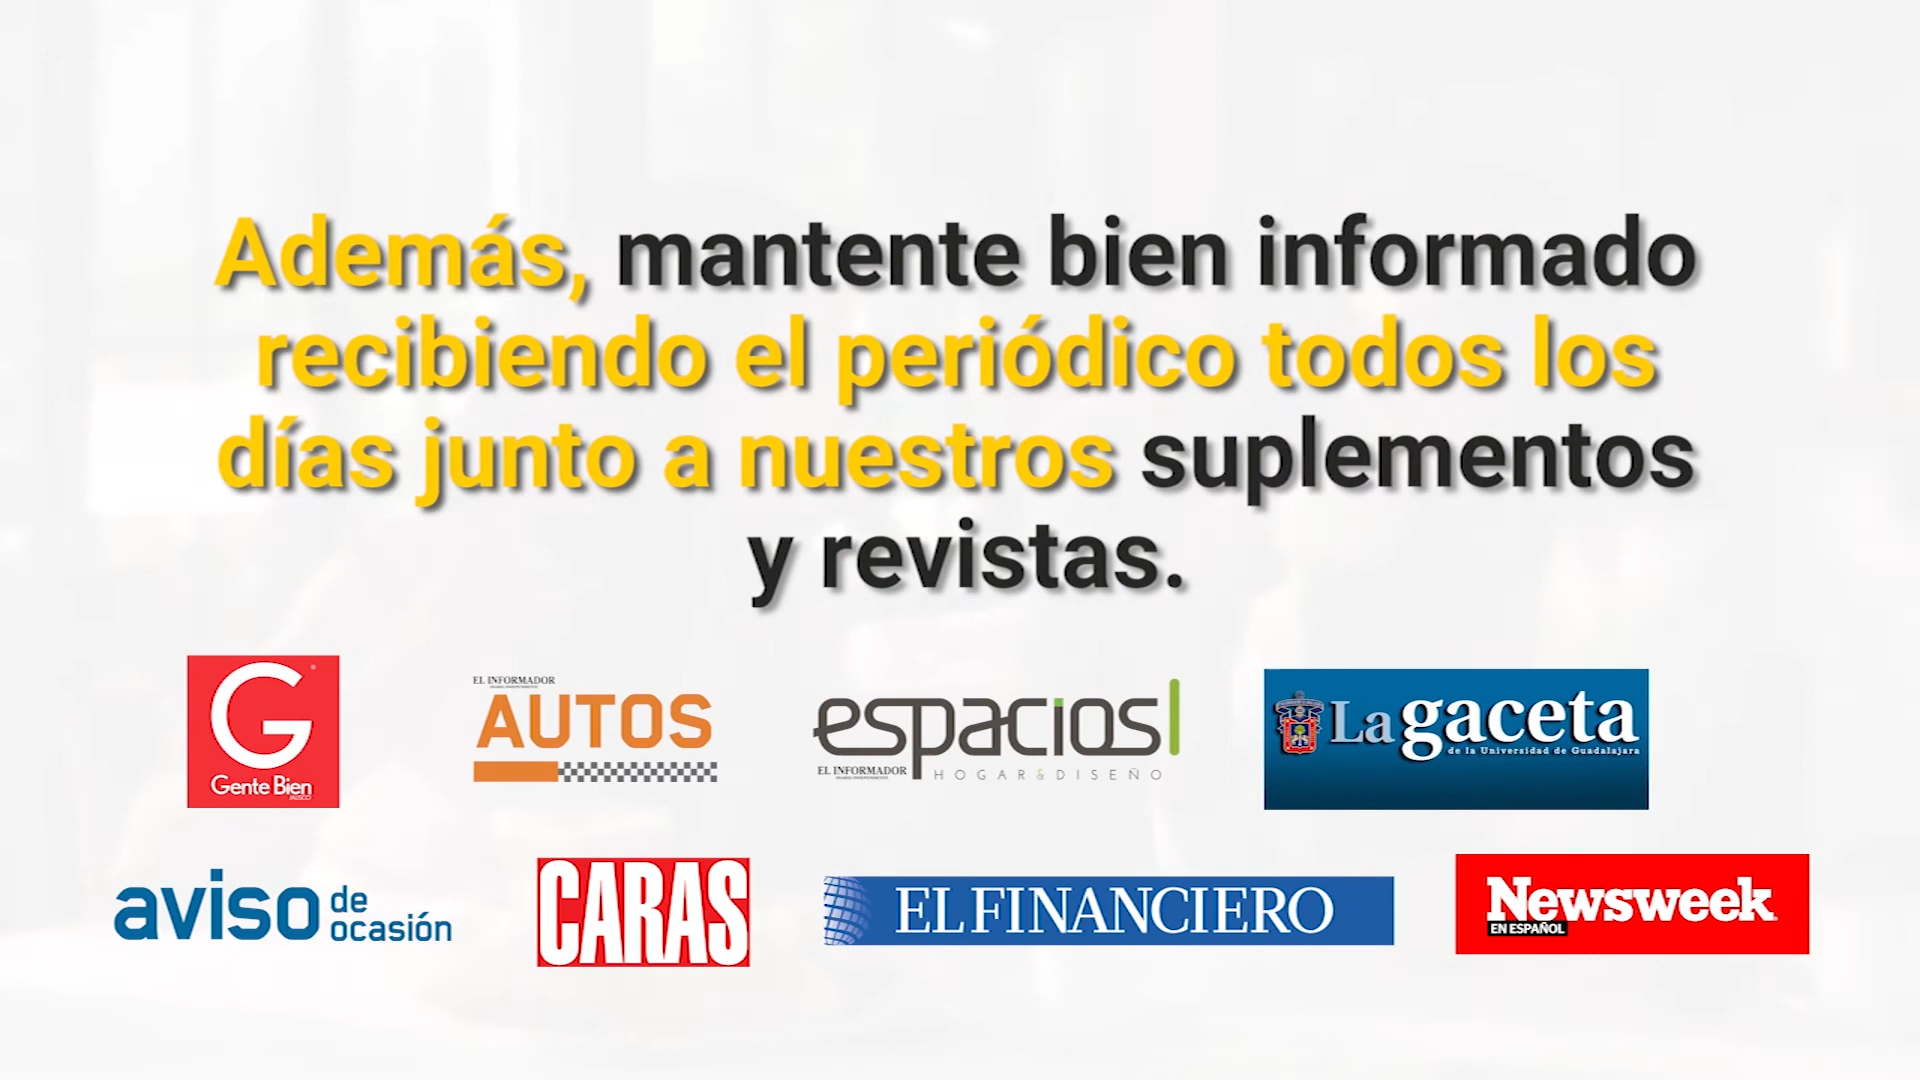 Además, mantente bien informado
recibiendo el periódico todos los
días junto a nuestros suplementos
y revistas.
G
Gente Bien
JALISCO
EL INFORMADOR
AUTOS
espacios
EL INFORMADOR
HOGAR & DISEÑO
La gaceta
de la Universidad de Guadalajara
aviso de ocasión
CARAS
EL FINANCIERO
Newsweek
EN ESPAÑOL